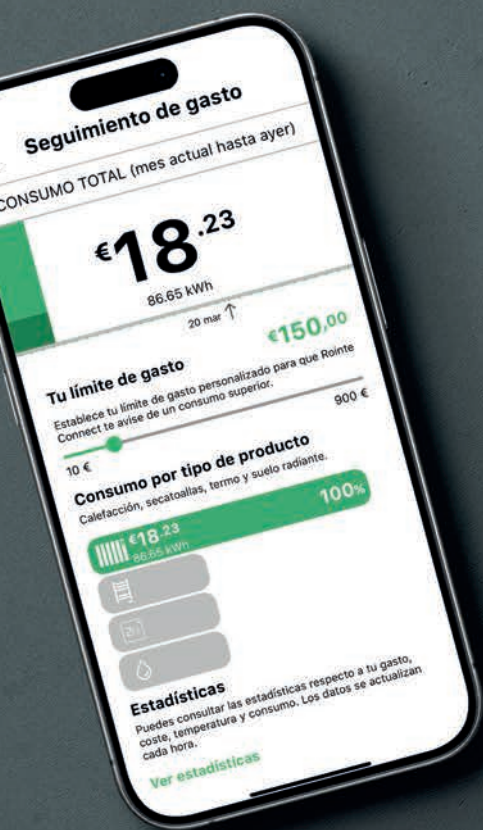 Seguimiento de gasto
CONSUMO TOTAL (mes actual hasta ayer)
€18.23
86.65 kWh
20 mar ↑
€150,00
Tu límite de gasto
Establece tu límite de gasto personalizado para que Rointe
Connect te avise de un consumo superior.
10 €
900 €
Consumo por tipo de producto
Calefacción, secatoallas, termo y suelo radiante.
€18.23
86.65 kWh
100%
Estadísticas
Puedes consultar las estadísticas respecto a tu gasto,
coste, temperatura y consumo. Los datos se actualizan
cada hora.
Ver estadísticas